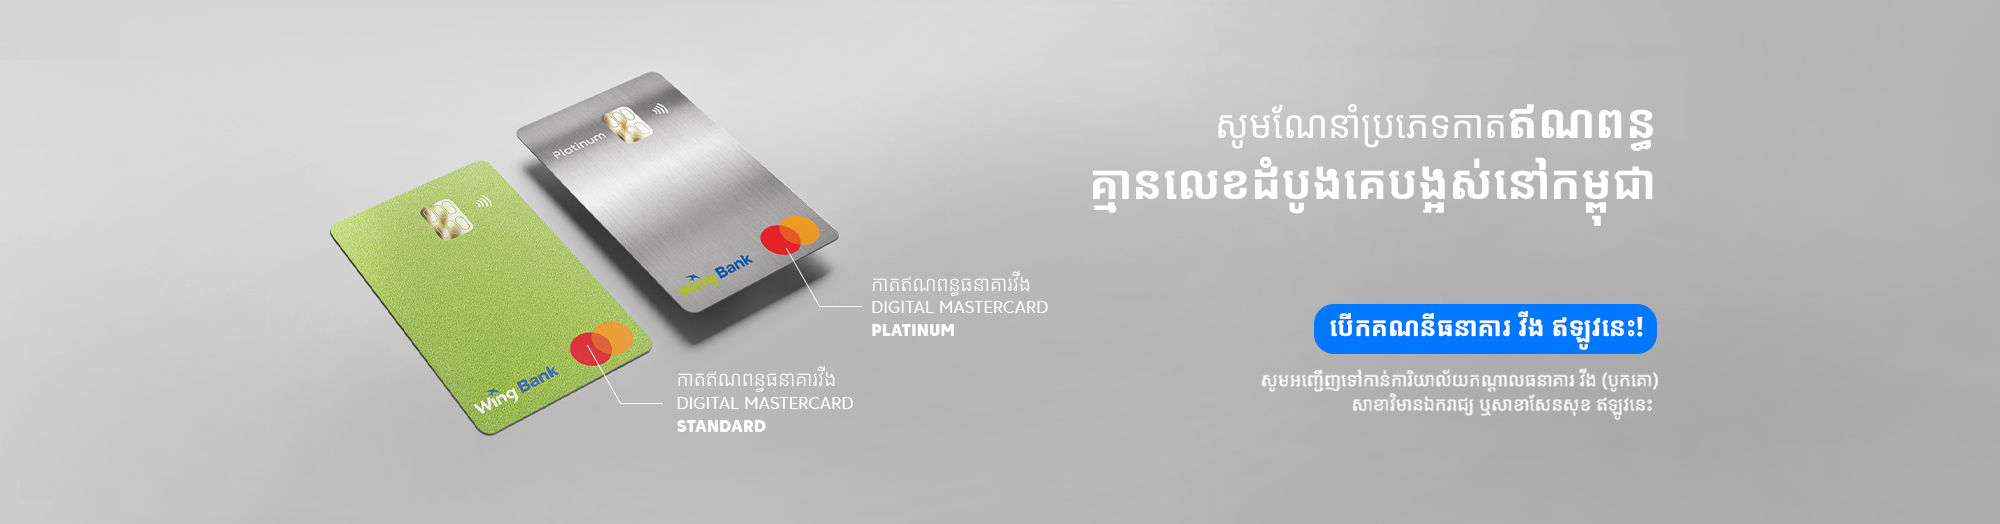 Platinum
Wing Bank
កាតឥណពន្ធធនាគារវីង
DIGITAL MASTERCARD
PLATINUM
Wing Bank
កាតឥណពន្ធធនាគារវីង
DIGITAL MASTERCARD
STANDARD
សូមណែនាំប្រភេទកាតឥណពន្ធ
គ្មានលេខដំបូងគេបង្អស់នៅកម្ពុជា
បើកគណនីធនាគារ វីង ឥឡូវនេះ!
សូមអញ្ជើញទៅកាន់ការិយាល័យកណ្ដាលធនាគារ វីង (បូកគោ)
សាខាវិមានឯករាជ្យ ឬសាខាសែនសុខ ឥឡូវនេះ